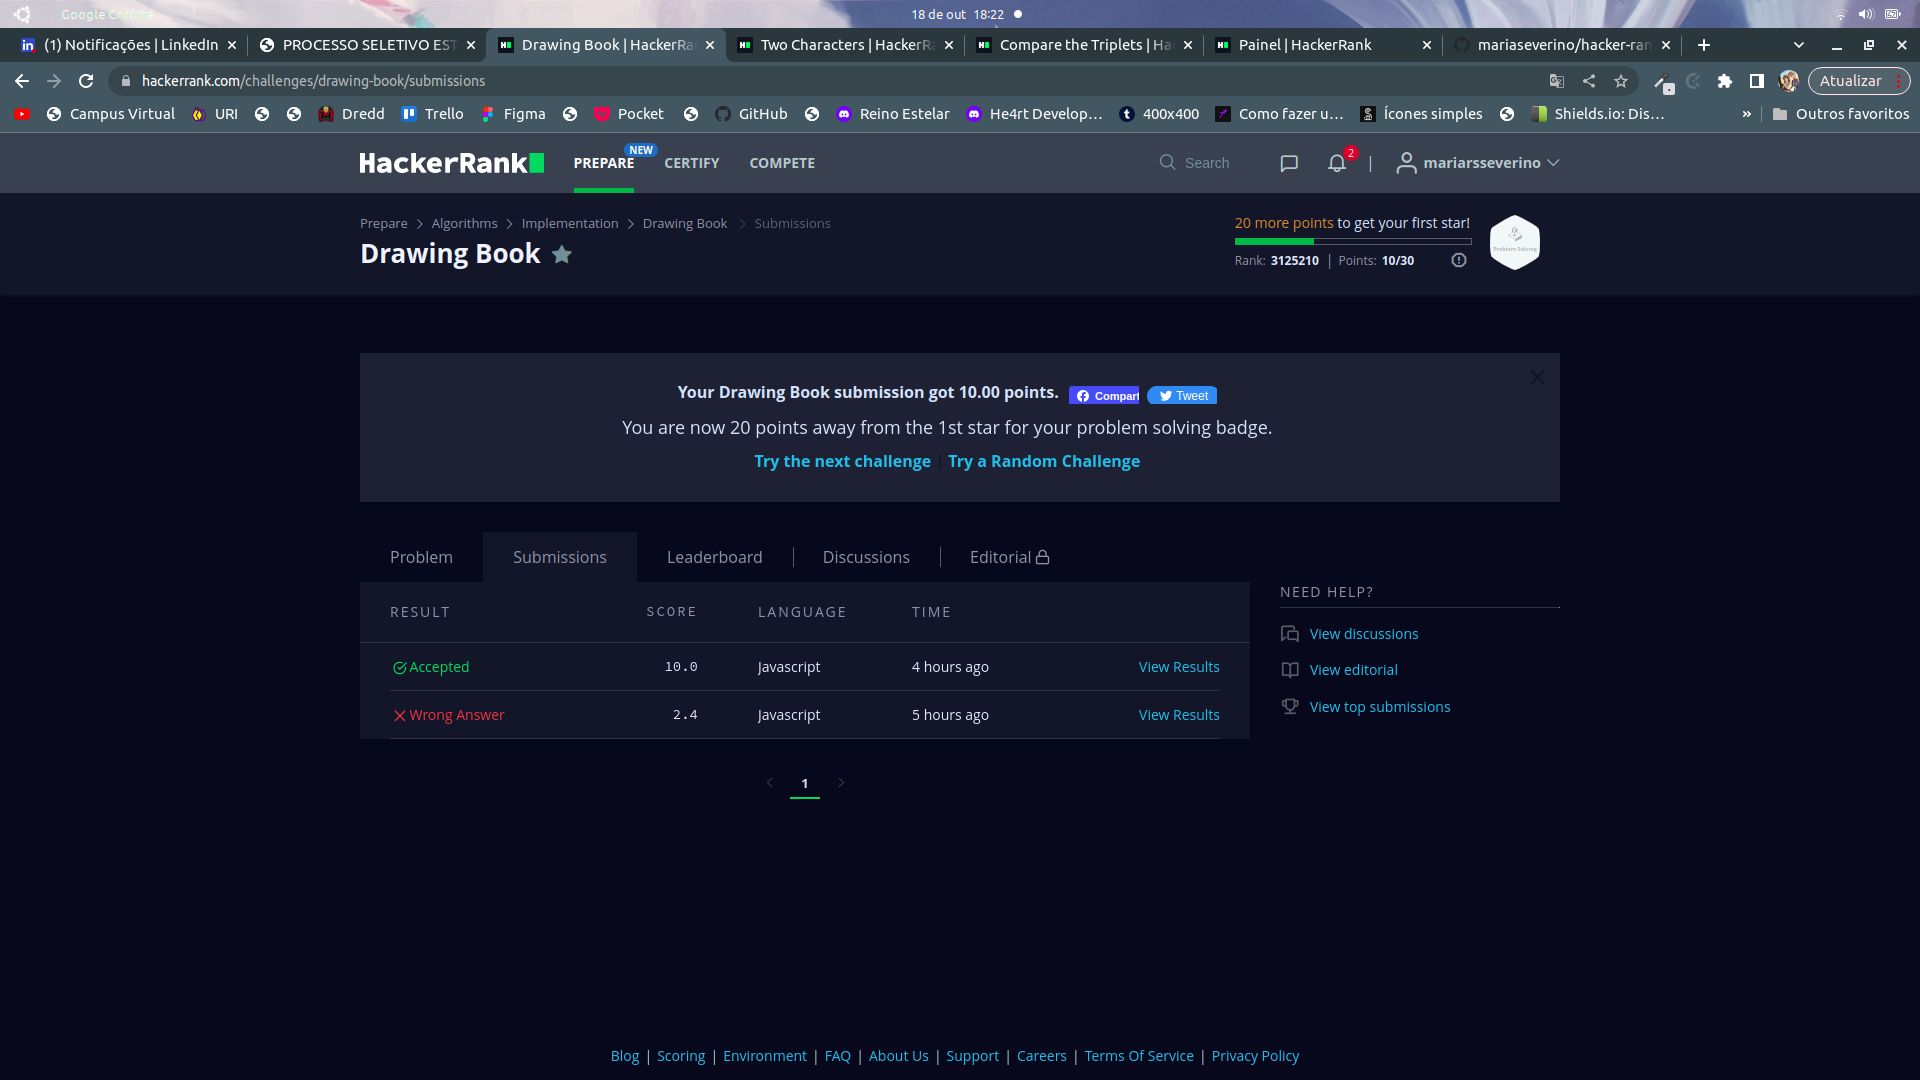 Google Chrome
18 de out 18:22
(1) Notificações | LinkedIn
PROCESSO SELETIVO EST
Drawing Book | HackerRa
Two Characters | HackerRa
Compare the Triplets | Ha
Painel | HackerRank
mariaseverino/hacker-ran
hackerrank.com/challenges/drawing-book/submissions
Atualizar
Campus Virtual
URI
Dredd
Trello
Figma
Pocket
GitHub
Reino Estelar
He4rt Develop…
400x400
Como fazer u…
Ícones simples
Shields.io: Dis…
»
Outros favoritos
HackerRank
PREPARE
NEW
CERTIFY
COMPETE
Search
2
mariarsseverino
Prepare > Algorithms > Implementation > Drawing Book > Submissions
Drawing Book
20 more points to get your first star!
Rank: 3125210 | Points: 10/30
Problem Solving
Your Drawing Book submission got 10.00 points.
Compart
Tweet
You are now 20 points away from the 1st star for your problem solving badge.
Try the next challenge | Try a Random Challenge
Problem
Submissions
Leaderboard
Discussions
Editorial
RESULT SCORE LANGUAGE TIME
Accepted 10.0 Javascript 4 hours ago View Results
Wrong Answer 2.4 Javascript 5 hours ago View Results
1
NEED HELP?
View discussions
View editorial
View top submissions
Blog | Scoring | Environment | FAQ | About Us | Support | Careers | Terms Of Service | Privacy Policy